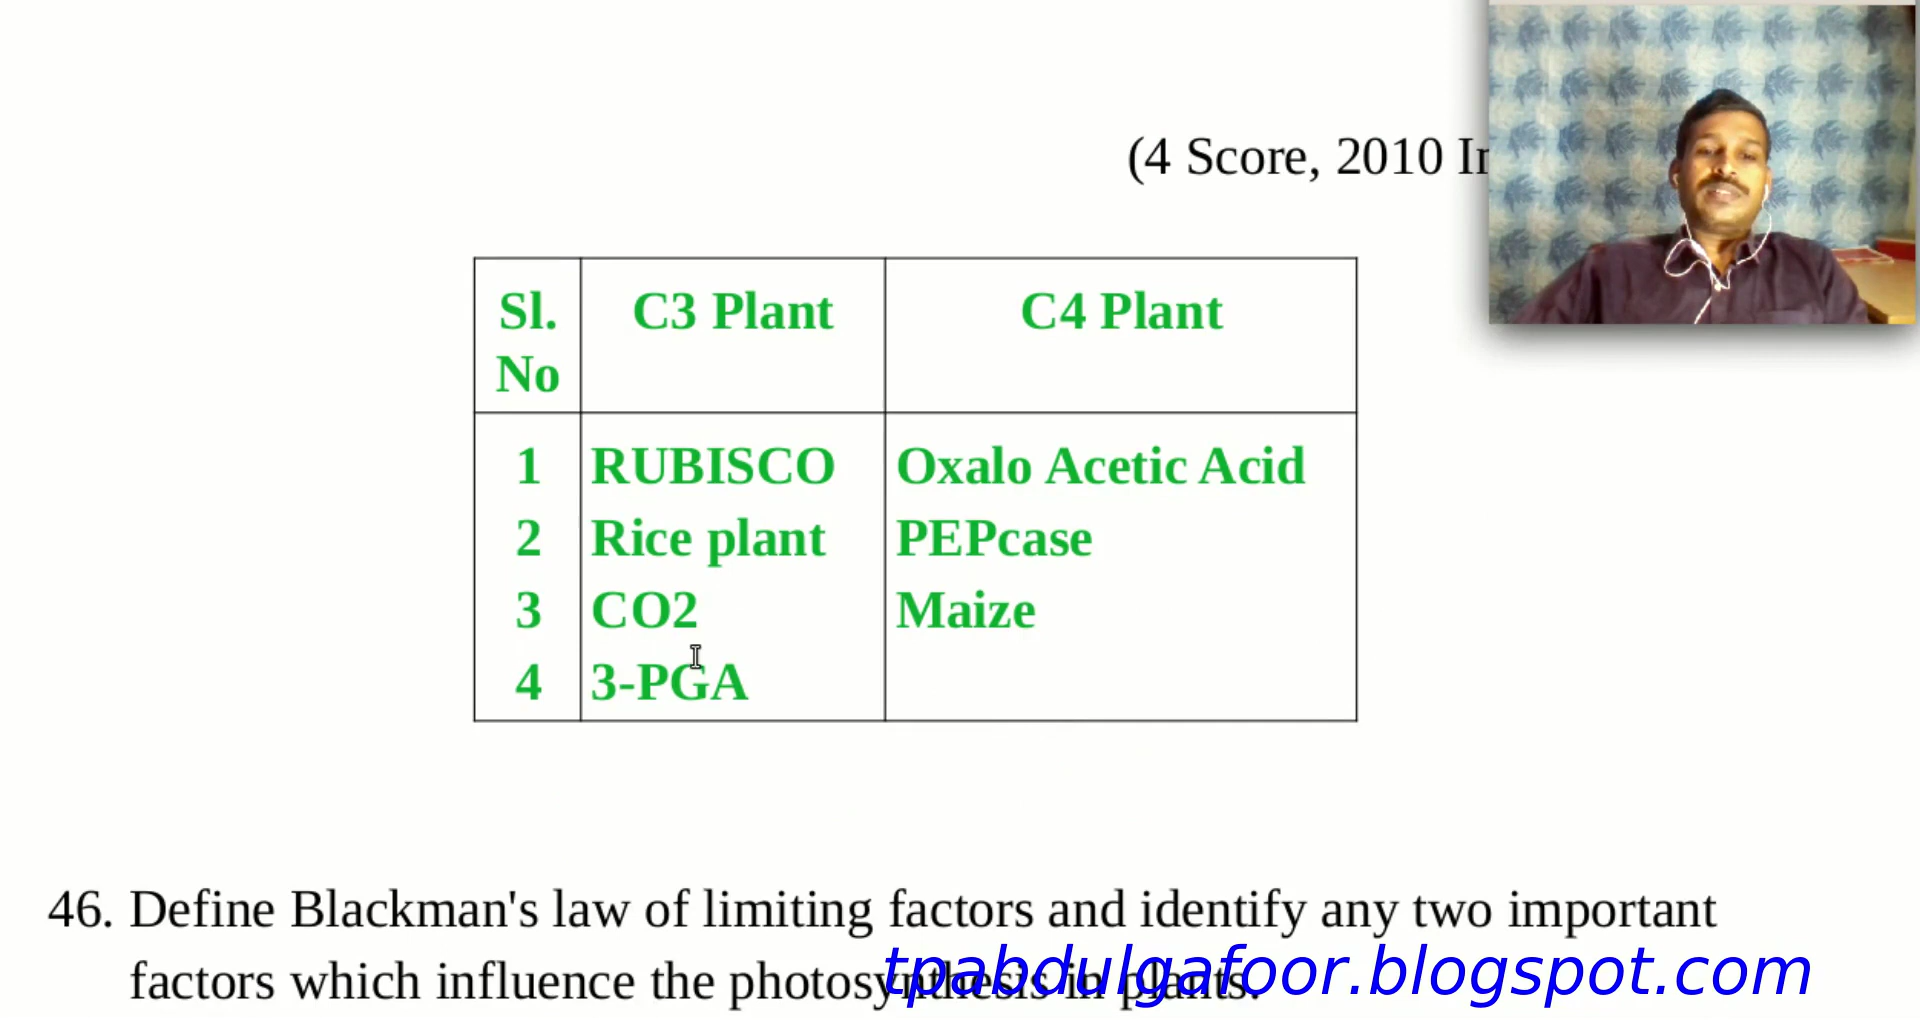 (4 Score, 2010 
Sl. No C3 Plant C4 Plant
1 RUBISCO Oxalo Acetic Acid
2 Rice plant PEPcase
3 CO2 Maize
4 3-PGA
46. Define Blackman's law of limiting factors and identify any two important
factors which influence the photosynthesis in plants.
tpabdulgafoor.blogspot.com